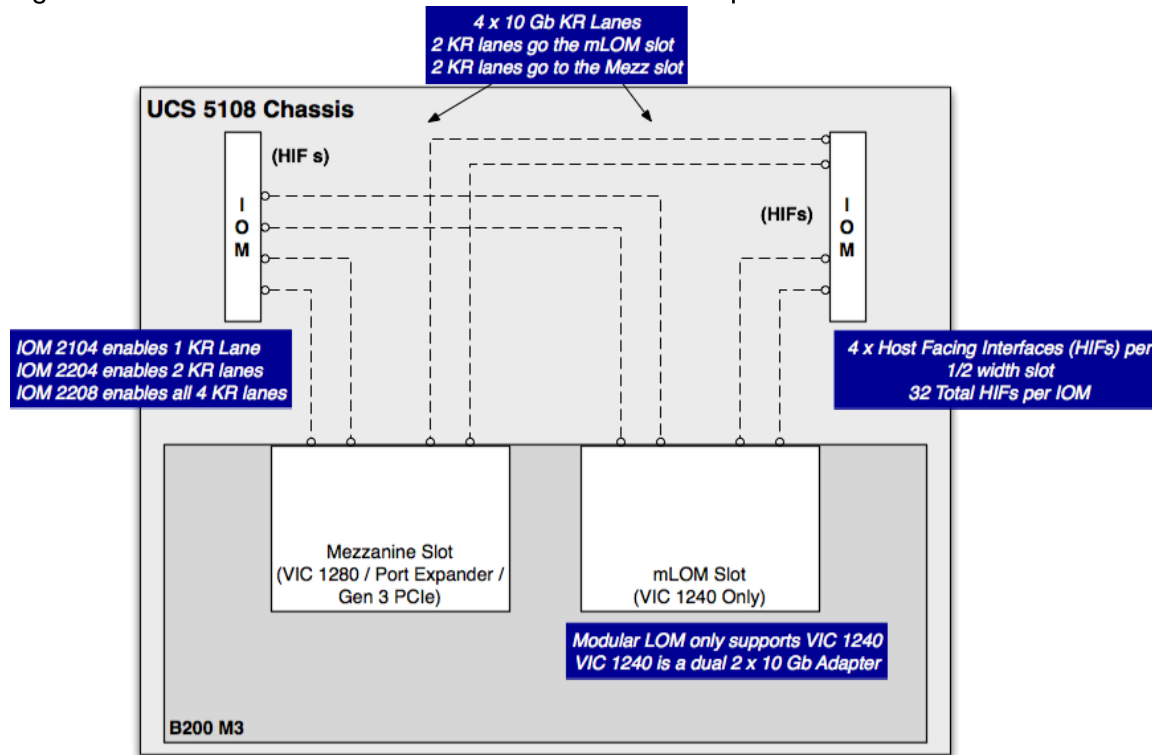 4 x 10 Gb KR Lanes
2 KR lanes go the mLOM slot
2 KR lanes go to the Mezz slot
UCS 5108 Chassis
(HIF s)
I
O
M
(HIFs)
I
O
M
IOM 2104 enables 1 KR Lane
IOM 2204 enables 2 KR lanes
IOM 2208 enables all 4 KR lanes
4 x Host Facing Interfaces (HIFs) per
1/2 width slot
32 Total HIFs per IOM
Mezzanine Slot
(VIC 1280 / Port Expander /
Gen 3 PCIe)
mLOM Slot
(VIC 1240 Only)
Modular LOM only supports VIC 1240
VIC 1240 is a dual 2 x 10 Gb Adapter
B200 M3